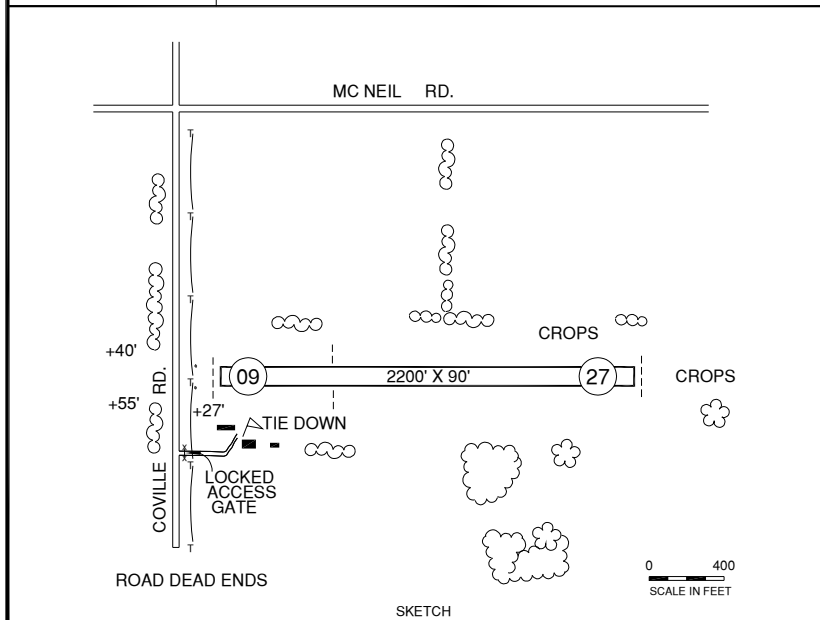 MC NEIL RD.
CROPS
+40'
09
2200' X 90'
27
CROPS
+55'
+27'
TIE DOWN
COVILLE RD.
LOCKED
ACCESS
GATE
ROAD DEAD ENDS
0 400
SCALE IN FEET
SKETCH